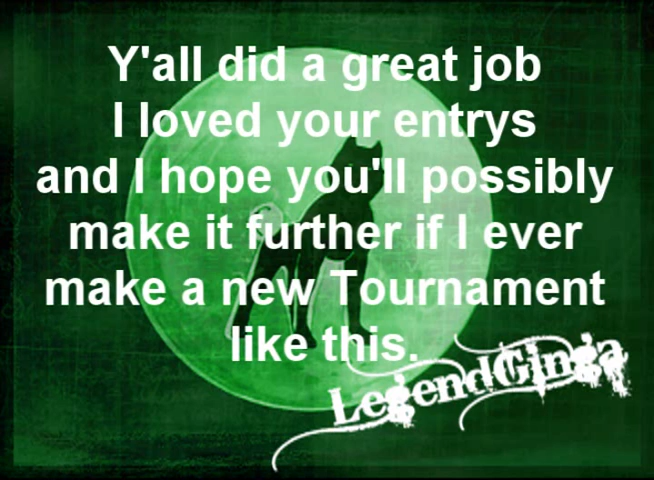 Y'all did a great job
I loved your entrys
and I hope you'll possibly
make it further if I ever
make a new Tournament
like this.
LegendGinga